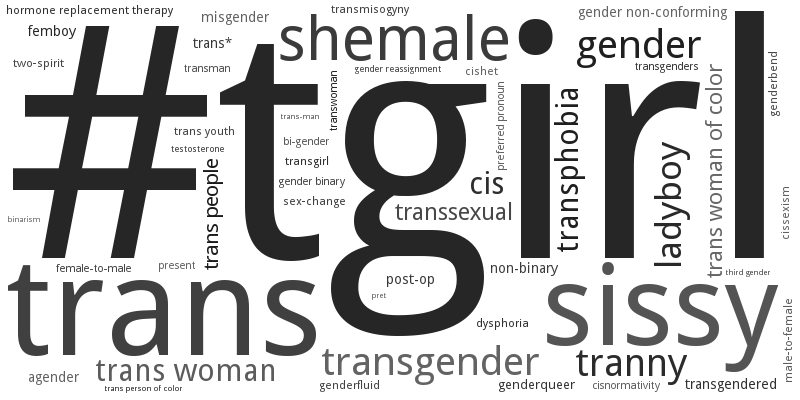 hormone replacement therapy
transmisogyny
misgender
gender non-conforming
femboy
shemale
trans*
gender
two-spirit
transman
gender reassignment
cishet
transgenders
genderbend
#tgirl
transwoman
preferred pronoun
trans-man
trans youth
bi-gender
testosterone
transgirl
transphobia
ladyboy
trans woman of color
trans people
gender binary
cis
sex-change
transsexual
binarism
cissexism
female-to-male
present
post-op
non-binary
third gender
pret
trans
sissy
dysphoria
male-to-female
transgender
tranny
agender
trans woman
trans person of color
genderfluid
genderqueer
cisnormativity
transgendered